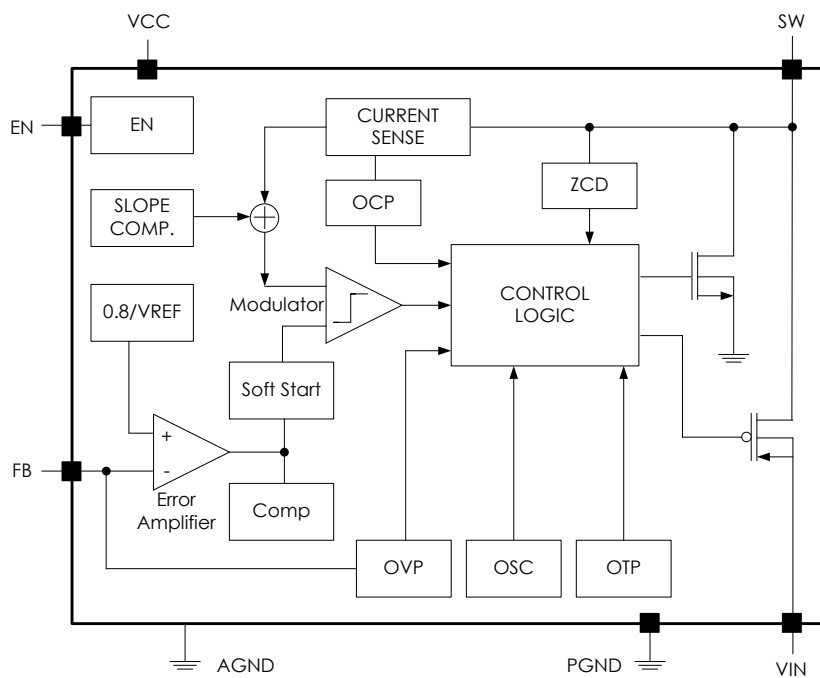 VCC
SW
EN
EN
CURRENT
SENSE
ZCD
SLOPE
COMP.
OCP
Modulator
CONTROL
LOGIC
0.8/VREF
Soft Start
+
-
FB
Error
Amplifier
Comp
OVP
OSC
OTP
AGND
PGND
VIN